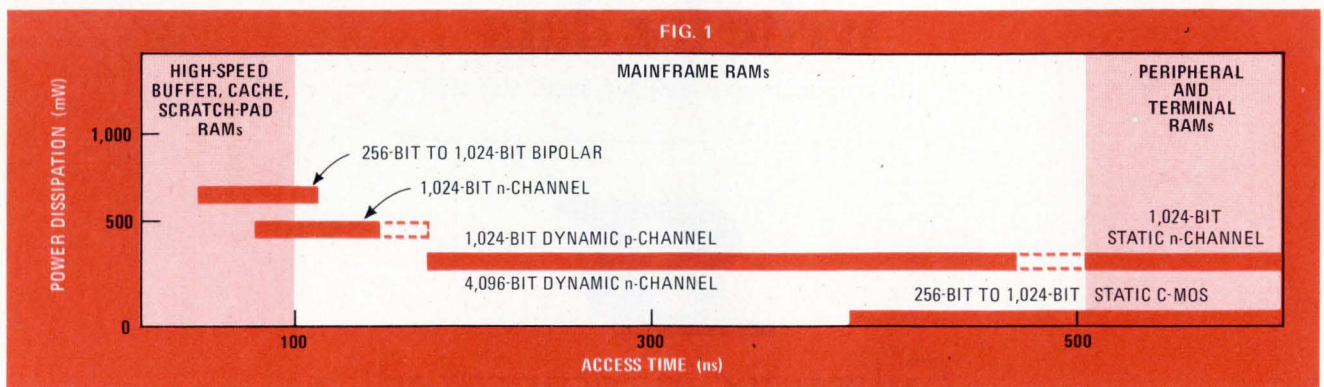 FIG. 1
HIGH-SPEED
BUFFER, CACHE,
SCRATCH-PAD
RAMs
MAINFRAME RAMs
PERIPHERAL
AND
TERMINAL
RAMs
POWER DISSIPATION (mW)
1,000
500
0
256-BIT TO 1,024-BIT BIPOLAR
1,024-BIT n-CHANNEL
1,024-BIT DYNAMIC p-CHANNEL
4,096-BIT DYNAMIC n-CHANNEL
1,024-BIT
STATIC n-CHANNEL
256-BIT TO 1,024-BIT STATIC C-MOS
100
300
500
ACCESS TIME (ns)